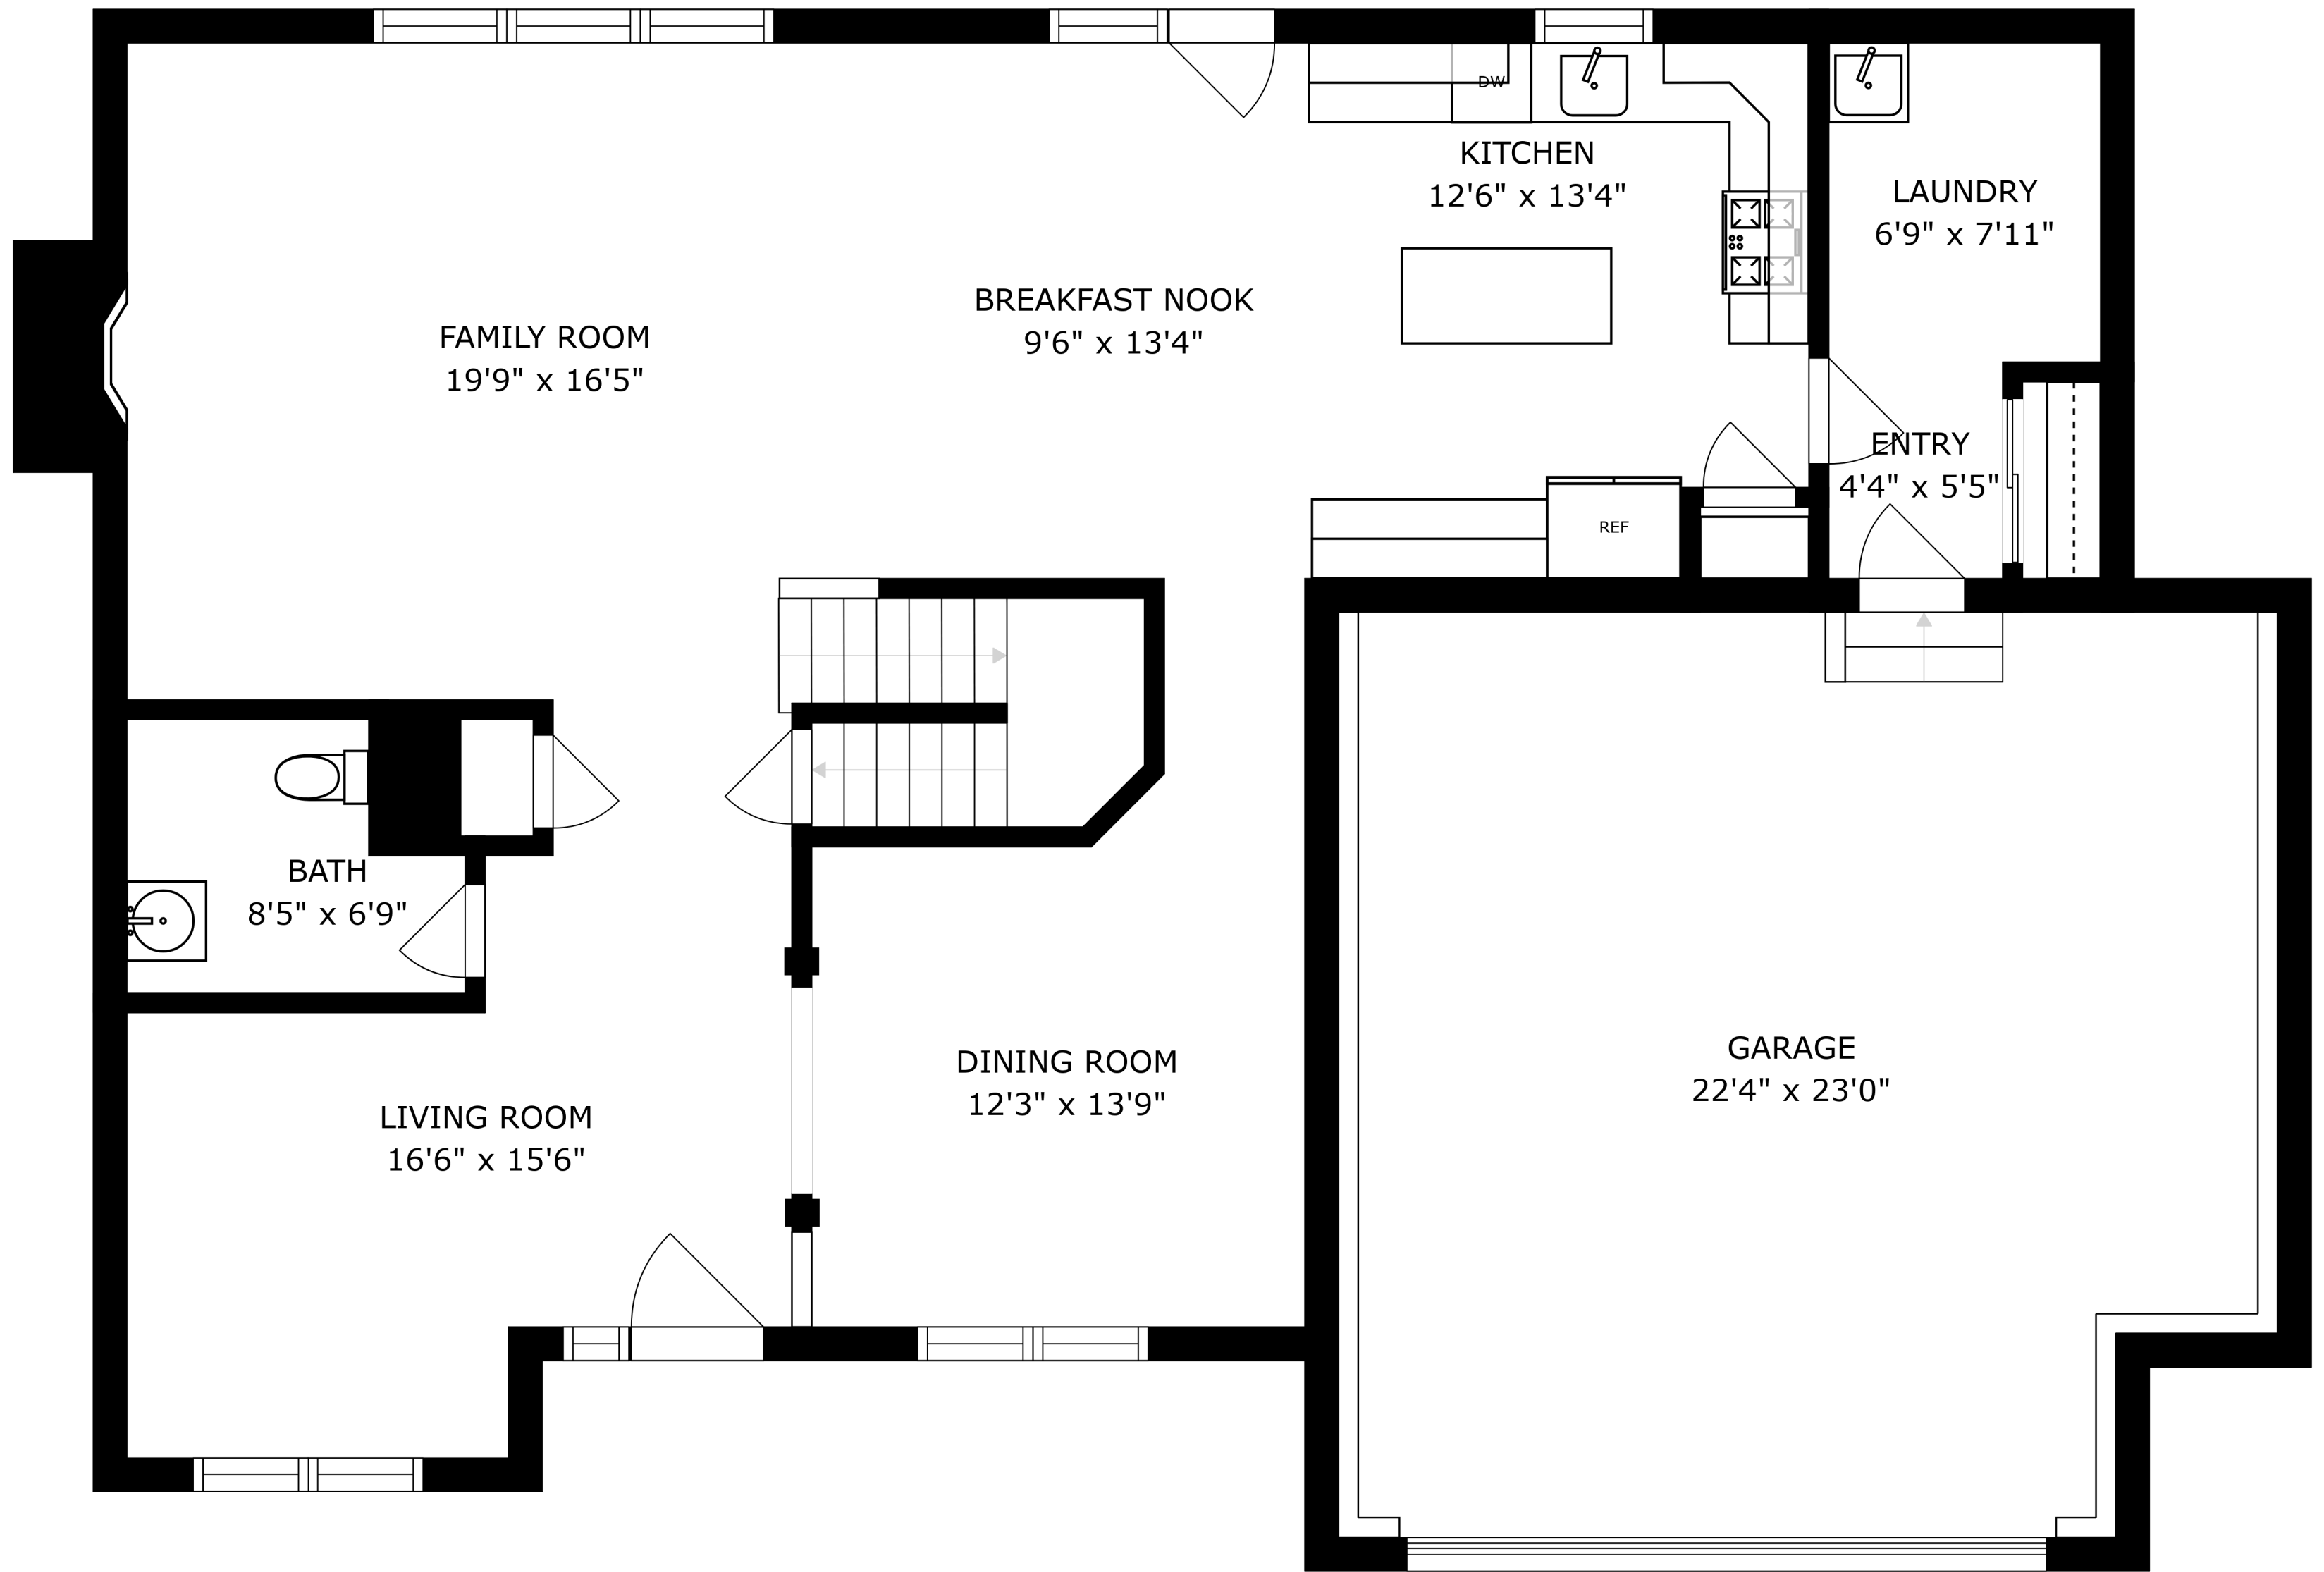 DW
KITCHEN
12'6" x 13'4"
LAUNDRY
6'9" x 7'11"
BREAKFAST NOOK
9'6" x 13'4"
FAMILY ROOM
19'9" x 16'5"
ENTRY
4'4" x 5'5"
REF
BATH
8'5" x 6'9"
DINING ROOM
12'3" x 13'9"
GARAGE
22'4" x 23'0"
LIVING ROOM
16'6" x 15'6"